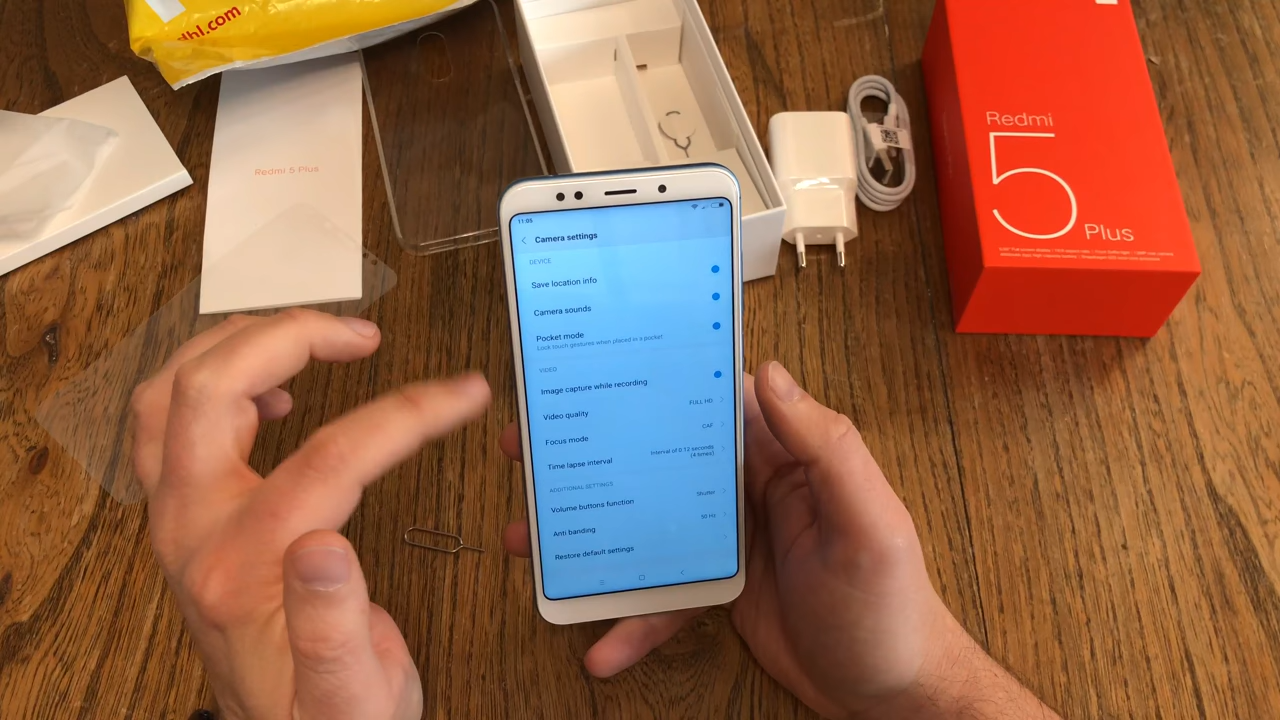 dhl.com
Redmi 5 Plus
Redmi
5
Plus
11:05
Camera settings
DEVICE
Save location info
Camera sounds
Pocket mode
Lock touch gestures when placed in a pocket
VIDEO
Image capture while recording
Video quality FULL HD
Focus mode CAF
Time lapse interval Interval of 0.13 seconds
(4 times)
ADDITIONAL SETTINGS
Volume buttons function Shutter
Anti banding 50 Hz
Restore default settings